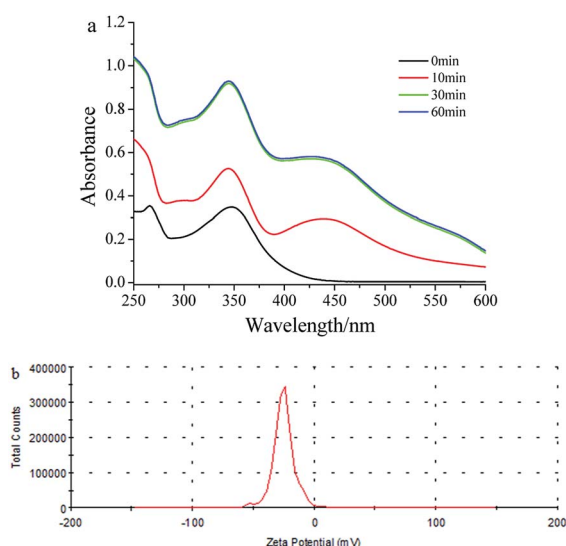 a
1.2
1.0
0.8
0.6
0.4
0.2
0.0
Absorbance
0min
10min
30min
60min
250 300 350 400 450 500 550 600
Wavelength/nm
b
400000
300000
200000
100000
0
Total Counts
-200 -100 0 100 200
Zeta Potential (mV)